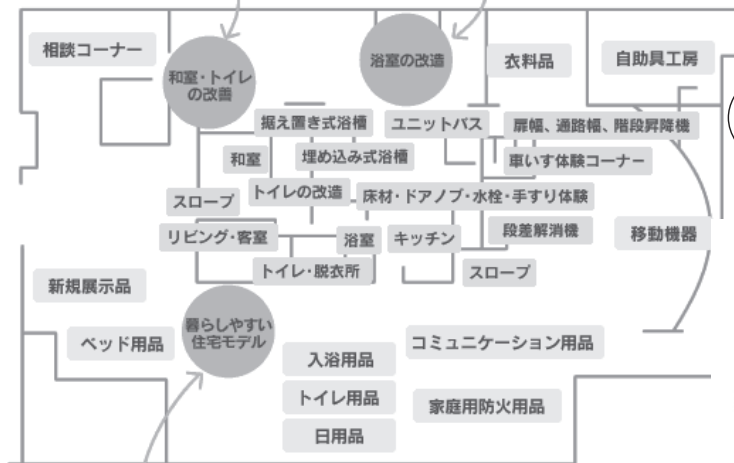 相談コーナー
和室・トイレ
の改善
浴室の改造
衣料品
自助具工房
据え置き式浴槽
ユニットバス
扉幅、通路幅、階段昇降機
和室
埋め込み式浴槽
車いす体験コーナー
スロープ
トイレの改造
床材・ドアノブ・水栓・手すり体験
リビング・客室
浴室
キッチン
段差解消機
移動機器
トイレ・脱衣所
スロープ
新規展示品
暮らしやすい
住宅モデル
ベッド用品
入浴用品
コミュニケーション用品
トイレ用品
家庭用防火用品
日用品